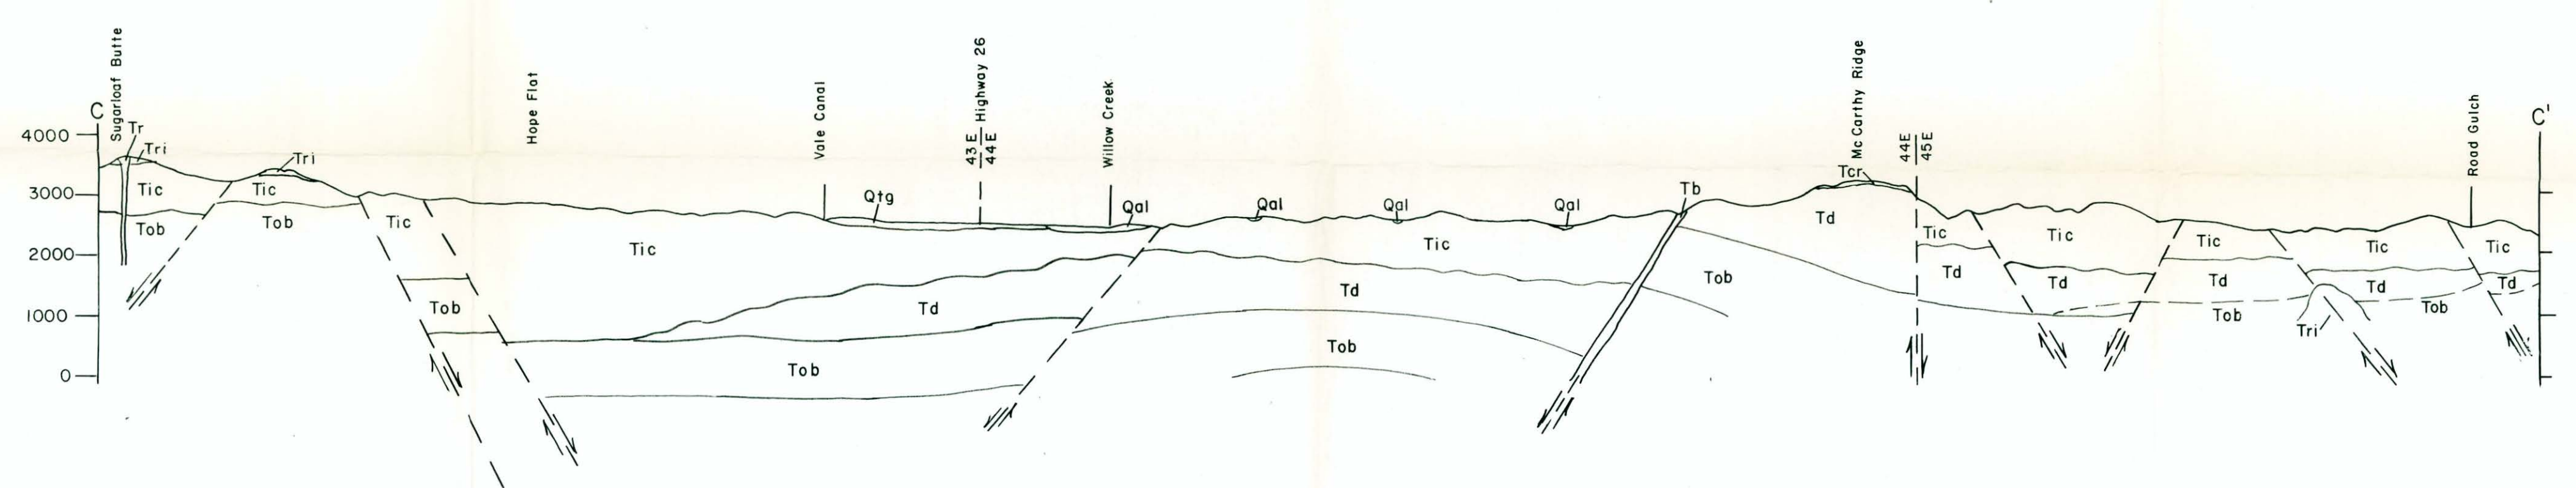 Sugarloaf Butte
Hope Flat
Vale Canal
43 E
44 E
Highway 26
Willow Creek
Mc Carthy Ridge
44E
45E
Road Gulch
C
C'
4000
3000
2000
1000
0
Tr
Tri
Tri
Tic
Tic
Tob
Tob
Tic
Tob
Tic
Qtg
Qal
Qal
Qal
Qal
Tb
Tcr
Td
Tob
Td
Tic
Td
Tob
Tob
Tic
Td
Tic
Td
Tic
Td
Tob
Tri
Tic
Td
Tob
Tic
Td